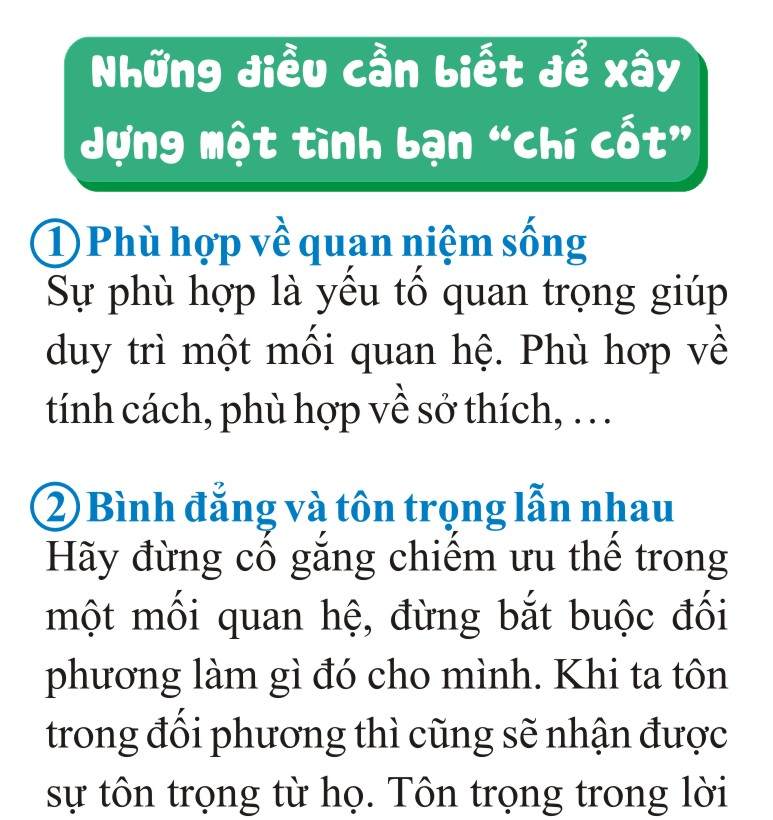 Những điều cần biết để xây
dựng một tình bạn “chí cốt”
① Phù hợp về quan niệm sống
Sự phù hợp là yếu tố quan trọng giúp
duy trì một mối quan hệ. Phù hơp về
tính cách, phù hợp về sở thích, …
② Bình đẳng và tôn trọng lẫn nhau
Hãy đừng cố gắng chiếm ưu thế trong
một mối quan hệ, đừng bắt buộc đối
phương làm gì đó cho mình. Khi ta tôn
trong đối phương thì cũng sẽ nhận được
sự tôn trọng từ họ. Tôn trọng trong lời